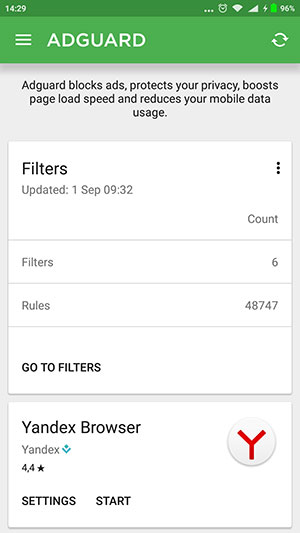 14:29
... 96%
ADGUARD
Adguard blocks ads, protects your privacy, boosts
page load speed and reduces your mobile data
usage.
Filters
Updated: 1 Sep 09:32
Count
Filters 6
Rules 48747
GO TO FILTERS
Yandex Browser
Yandex
4,4 ★
SETTINGS START